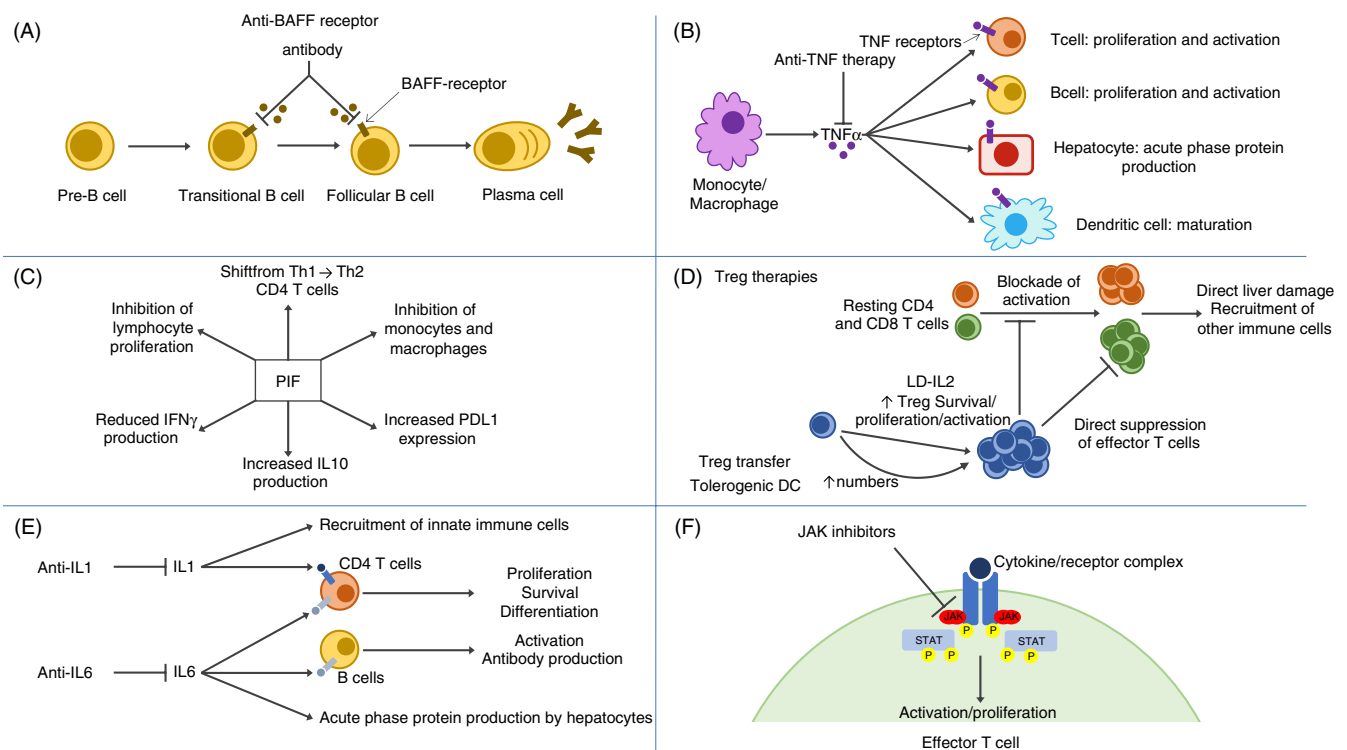 (A)
Anti-BAFF receptor
antibody
BAFF-receptor
Pre-B cell
Transitional B cell
Follicular B cell
Plasma cell
(B)
TNF receptors
Anti-TNF therapy
TNFα
Monocyte/
Macrophage
Tcell: proliferation and activation
Bcell: proliferation and activation
Hepatocyte: acute phase protein
production
Dendritic cell: maturation
(C)
Shiftfrom Th1 → Th2
CD4 T cells
Inhibition of
lymphocyte
proliferation
Inhibition of
monocytes and
macrophages
PIF
Reduced IFNγ
production
Increased PDL1
expression
Increased IL10
production
(D)
Treg therapies
Resting CD4
and CD8 T cells
Blockade of
activation
Direct liver damage
Recruitment of
other immune cells
LD-IL2
↑ Treg Survival/
proliferation/activation
Direct suppression
of effector T cells
Treg transfer
Tolerogenic DC
↑numbers
(E)
Recruitment of innate immune cells
Anti-IL1
IL1
CD4 T cells
Proliferation
Survival
Differentiation
Activation
Antibody production
Anti-IL6
IL6
B cells
Acute phase protein production by hepatocytes
(F)
JAK inhibitors
Cytokine/receptor complex
JAK
JAK
P
P
STAT
STAT
P
P
P
P
Activation/proliferation
Effector T cell